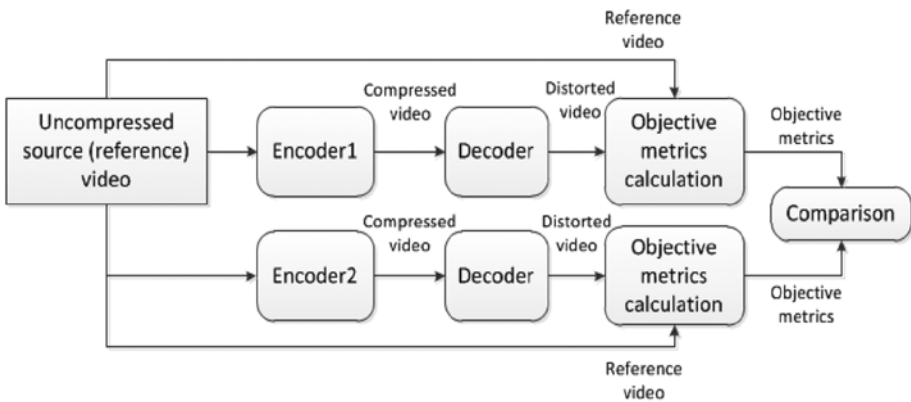 Reference
video
Uncompressed
source (reference)
video
Compressed
video
Distorted
video
Encoder1
Decoder
Objective
metrics
calculation
Objective
metrics
Comparison
Compressed
video
Distorted
video
Encoder2
Decoder
Objective
metrics
calculation
Objective
metrics
Reference
video